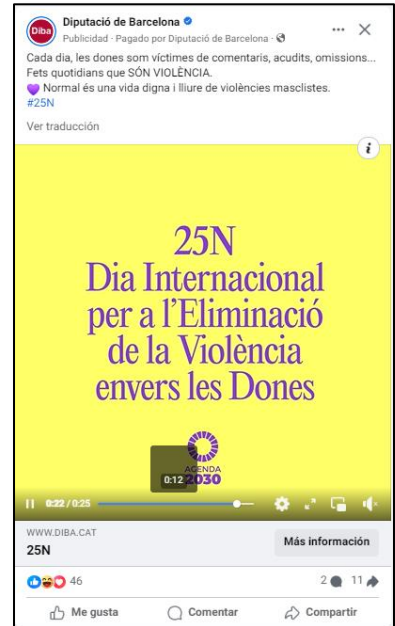 Diba
Diputació de Barcelona
Publicidad · Pagado por Diputació de Barcelona ·
Cada dia, les dones som víctimes de comentaris, acudits, omissions...
Fets quotidians que SÓN VIOLÈNCIA.
💜 Normal és una vida digna i lliure de violències masclistes.
#25N
Ver traducción
i
25N
Dia Internacional
per a l'Eliminació
de la Violència
envers les Dones
AGENDA
2030
0:12
0:22 / 0:25
WWW.DIBA.CAT
25N
Más información
46
2
11
Me gusta
Comentar
Compartir